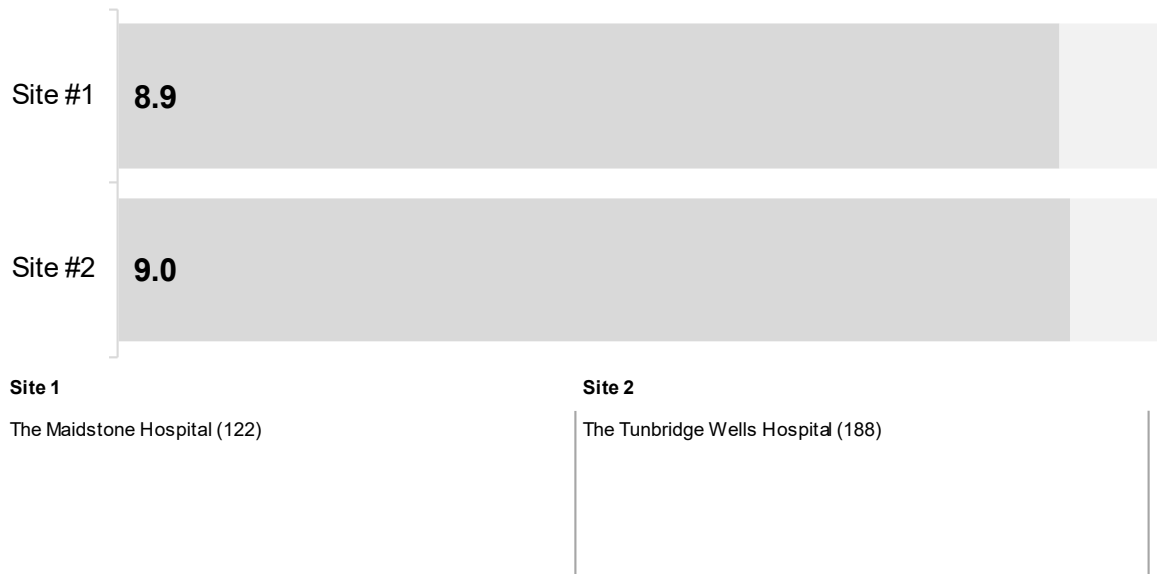 Site #1
8.9
Site #2
9.0
Site 1
The Maidstone Hospital (122)
Site 2
The Tunbridge Wells Hospital (188)